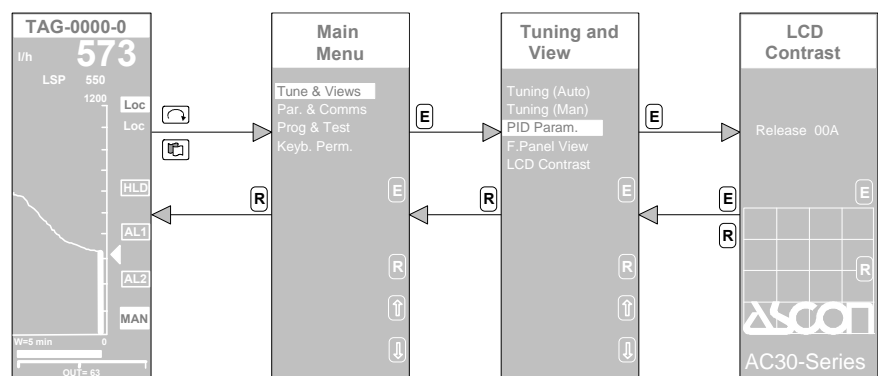 TAG-0000-0
l/h 573
LSP 550
1200
Loc
Loc
HLD
AL1
AL2
MAN
W=5 min 0
OUT= 63
R
Main
Menu
Tune & Views
Par. & Comms
Prog & Test
Keyb. Perm.
E
R
E
R
Tuning and
View
Tuning (Auto)
Tuning (Man)
PID Param.
F.Panel View
LCD Contrast
E
R
E
E
R
LCD
Contrast
Release 00A
E
R
ASCON
AC30-Series